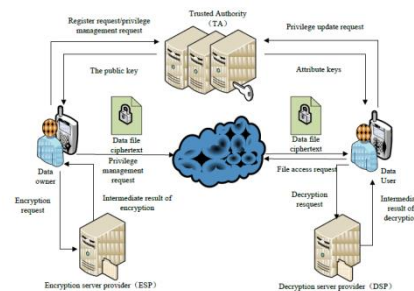 Register request/privilege
management request
Trusted Authority
（TA）
Privilege update request
The public key
Attribute keys
Data file
ciphertext
Data file
ciphertext
Data
owner
Privilege
management
request
File access request
Data
User
Encryption
request
Intermediate result of
encryption
Decryption
resquest
Intermediate
result of
decryptio
Encryption server provider（ESP）
Decryption server provider（DSP）